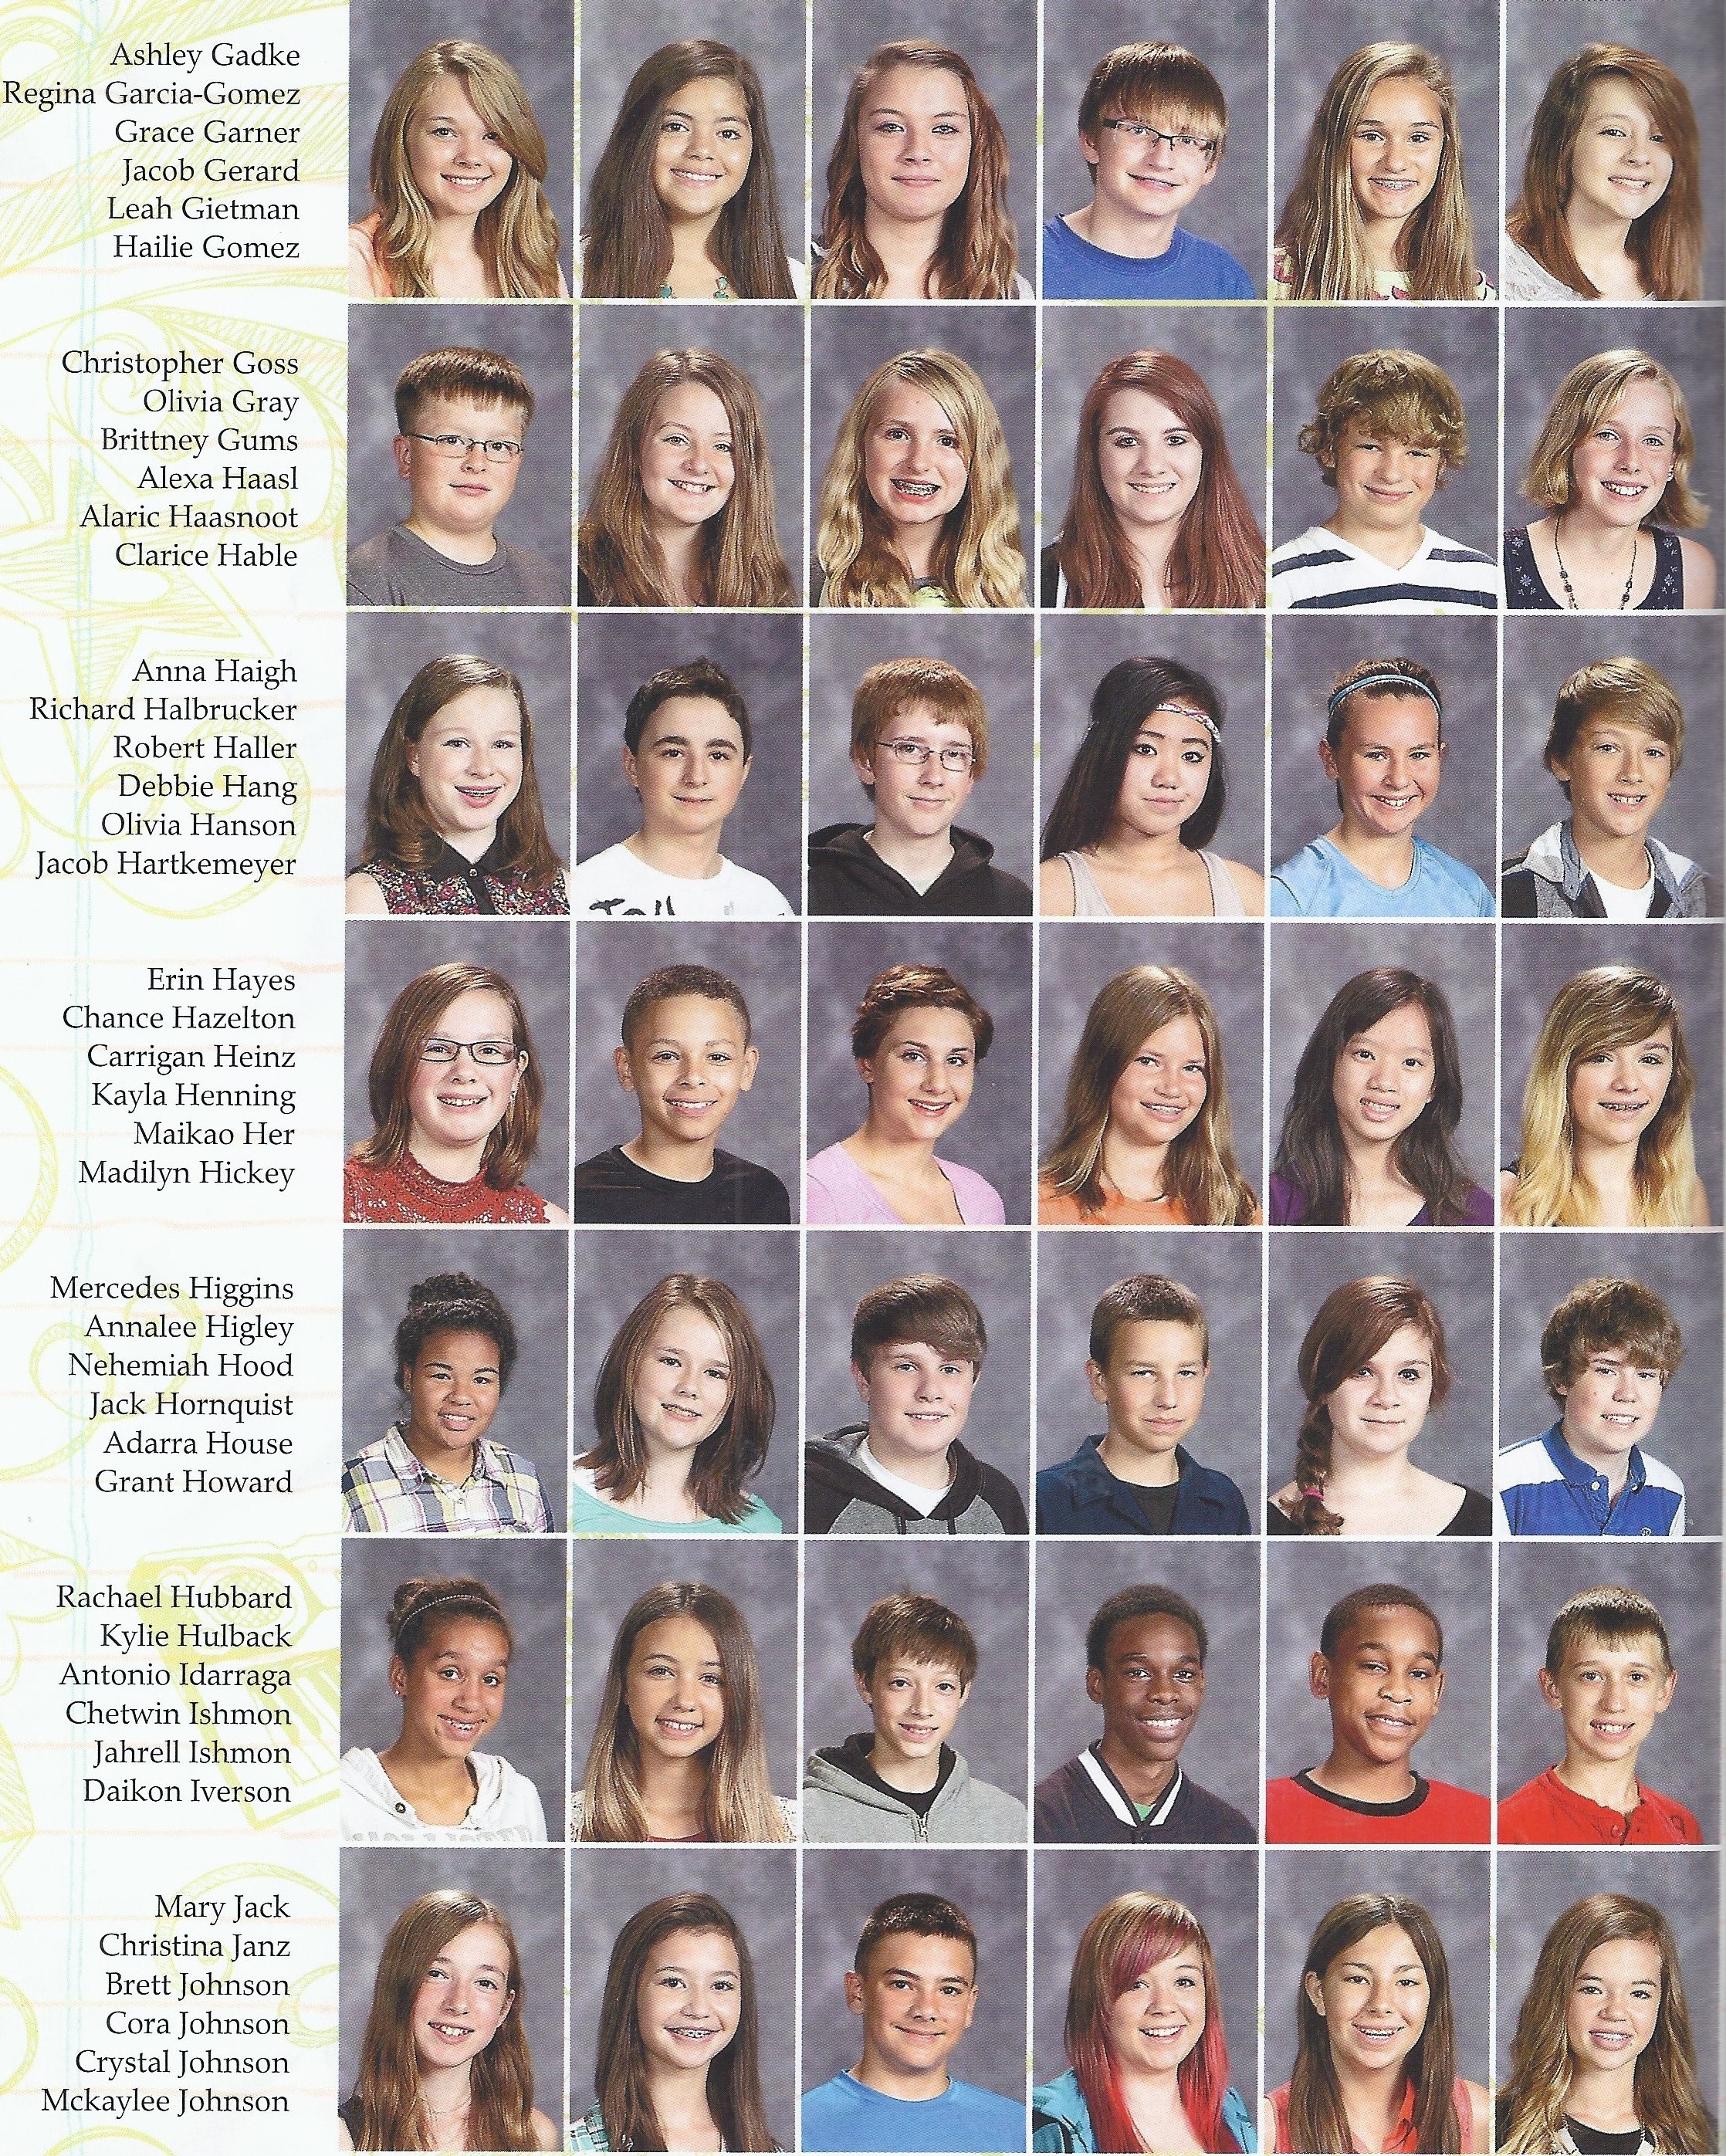 Ashley Gadke
Regina Garcia-Gomez
Grace Garner
Jacob Gerard
Leah Gietman
Hailie Gomez
Christopher Goss
Olivia Gray
Brittney Gums
Alexa Haasl
Alaric Haasnoot
Clarice Hable
Anna Haigh
Richard Halbrucker
Robert Haller
Debbie Hang
Olivia Hanson
Jacob Hartkemeyer
Erin Hayes
Chance Hazelton
Carrigan Heinz
Kayla Henning
Maikao Her
Madilyn Hickey
Mercedes Higgins
Annalee Higley
Nehemiah Hood
Jack Hornquist
Adarra House
Grant Howard
Rachael Hubbard
Kylie Hulback
Antonio Idarraga
Chetwin Ishmon
Jahrell Ishmon
Daikon Iverson
Mary Jack
Christina Janz
Brett Johnson
Cora Johnson
Crystal Johnson
Mckaylee Johnson